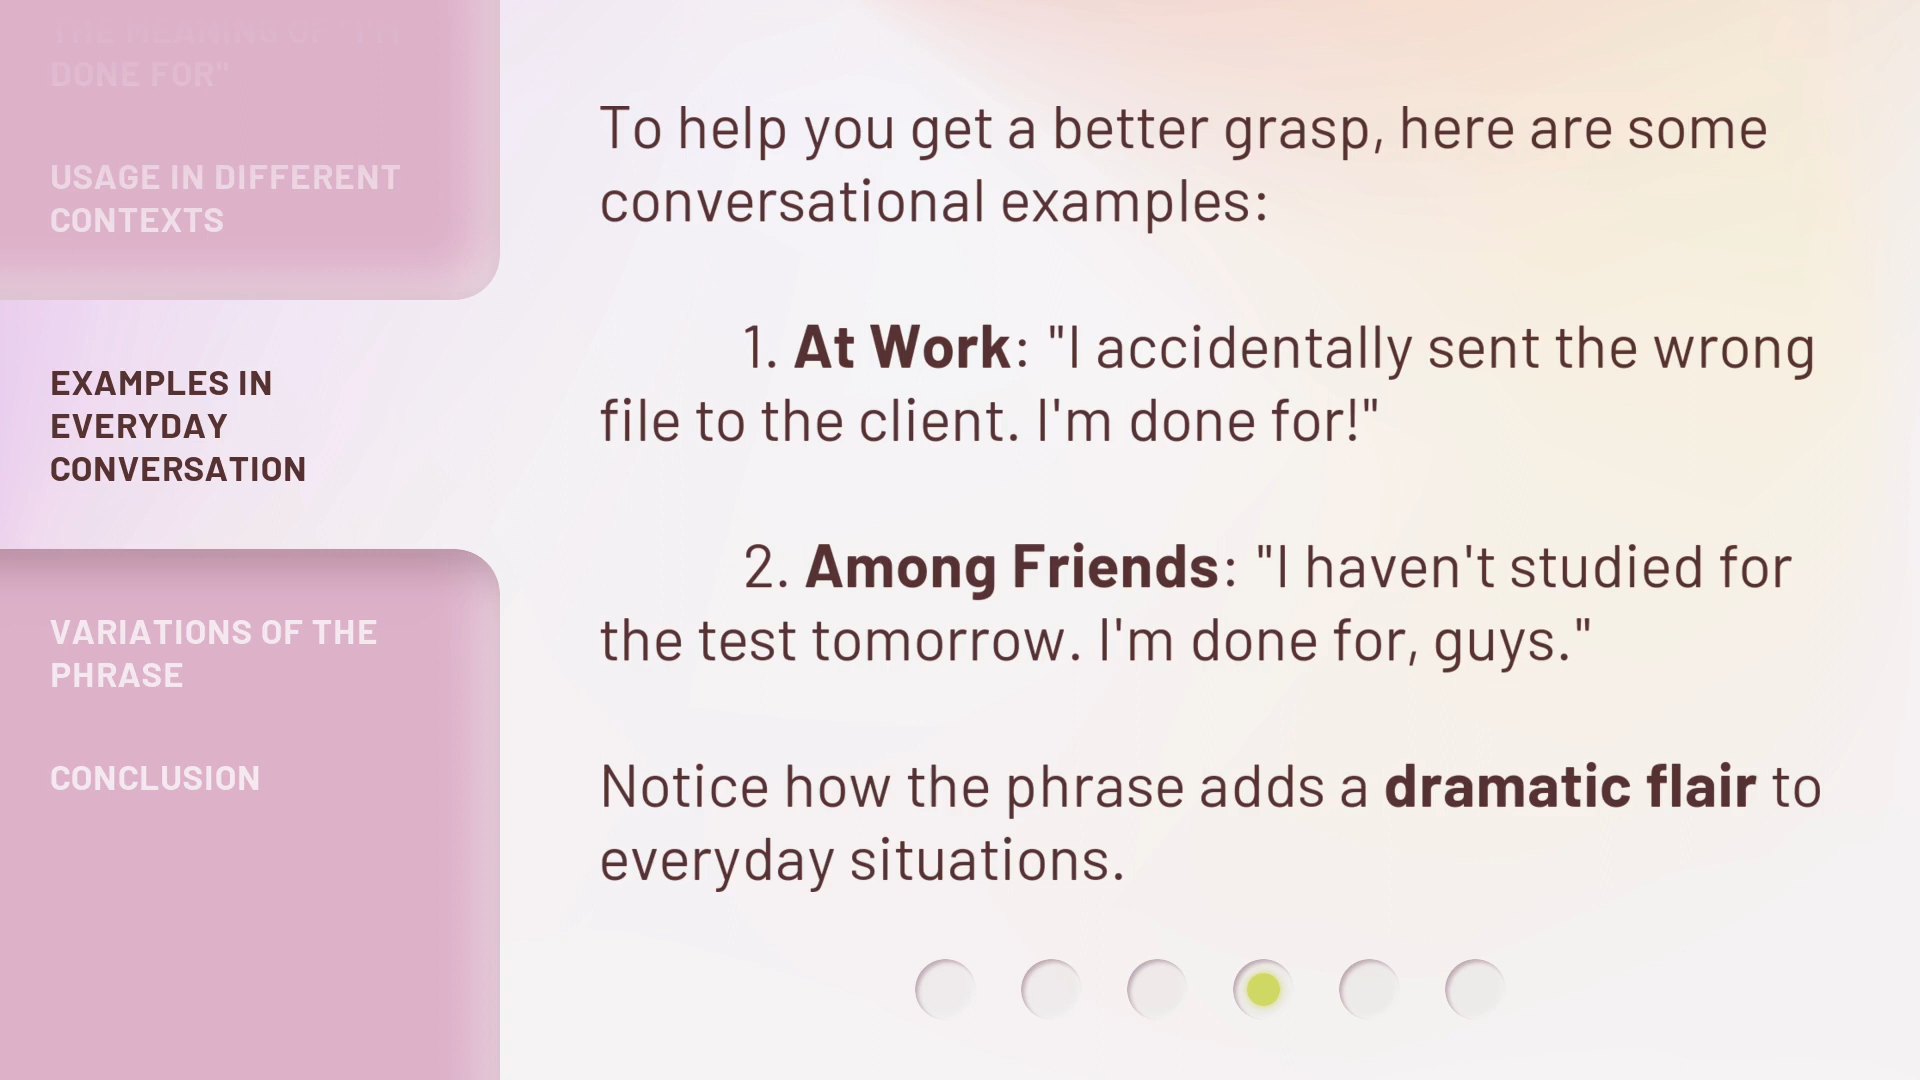 THE MEANING OF "I'M
DONE FOR"
USAGE IN DIFFERENT
CONTEXTS
EXAMPLES IN
EVERYDAY
CONVERSATION
VARIATIONS OF THE
PHRASE
CONCLUSION
To help you get a better grasp, here are some
conversational examples:
1. At Work: "I accidentally sent the wrong
file to the client. I'm done for!"
2. Among Friends: "I haven't studied for
the test tomorrow. I'm done for, guys."
Notice how the phrase adds a dramatic flair to
everyday situations.